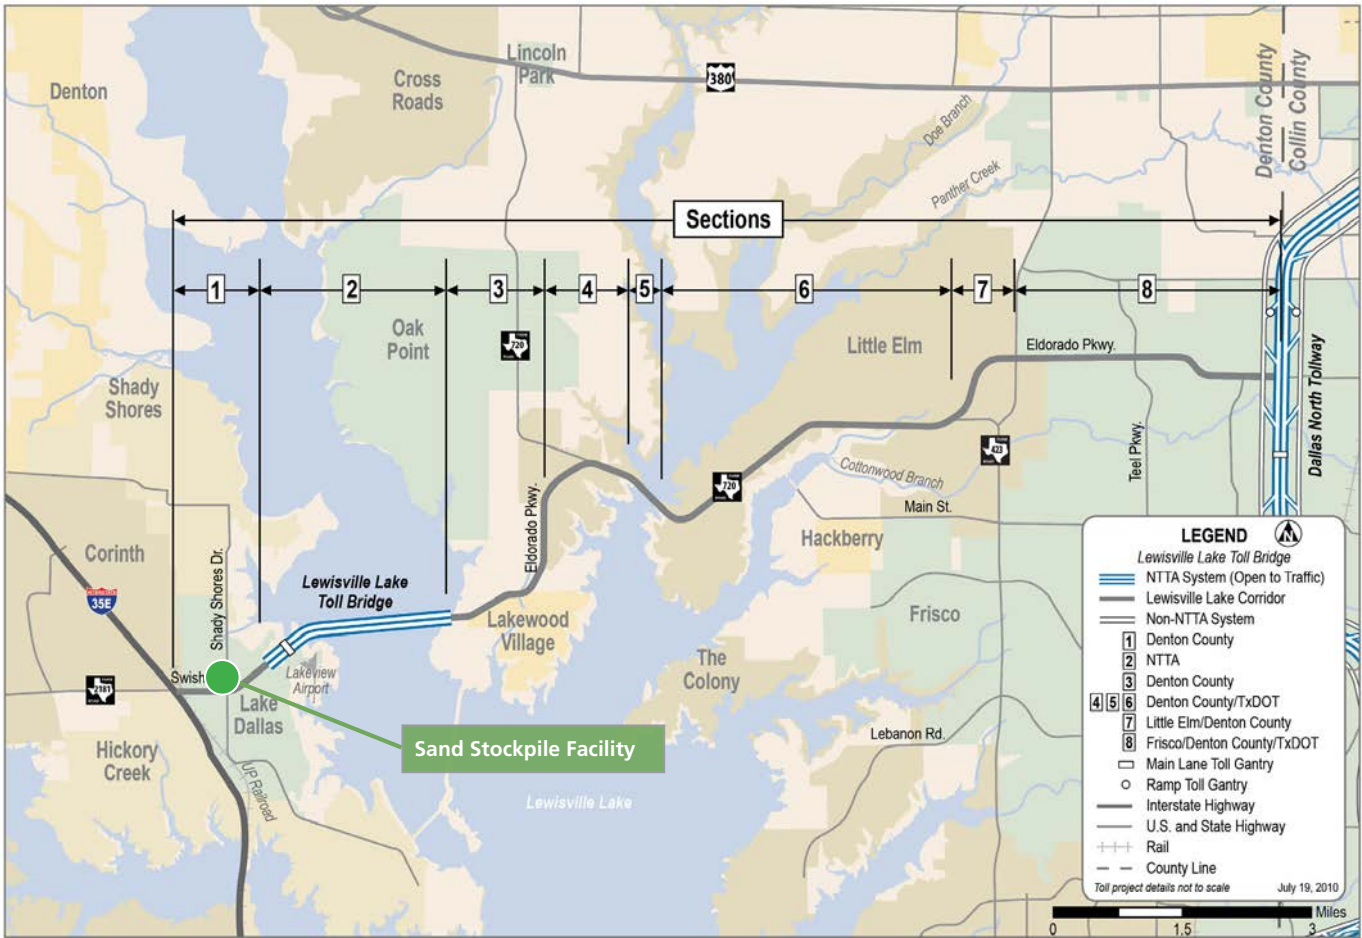 Denton
Cross
Roads
Lincoln
Park
380
Denton County
Collin County
Doe Branch
Panther Creek
Sections
1
2
3
4
5
6
7
8
Oak
Point
720
Little Elm
Eldorado Pkwy.
Shady
Shores
Dallas North Tollway
423
Teel Pkwy.
Cottonwood Branch
720
Main St.
Eldorado Pkwy.
Hackberry
Corinth
35E
Shady Shores Dr.
Lewisville Lake
Toll Bridge
Lakewood
Village
Frisco
The
Colony
Swish
2181
Lakeview
Airport
Lake
Dallas
Sand Stockpile Facility
Lebanon Rd.
Hickory
Creek
UP Railroad
Lewisville Lake
LEGEND
N
Lewisville Lake Toll Bridge
NTTA System (Open to Traffic)
Lewisville Lake Corridor
Non-NTTA System
1 Denton County
2 NTTA
3 Denton County
4 5 6 Denton County/TxDOT
7 Little Elm/Denton County
8 Frisco/Denton County/TxDOT
Main Lane Toll Gantry
Ramp Toll Gantry
Interstate Highway
U.S. and State Highway
Rail
County Line
Toll project details not to scale July 19, 2010
Miles
0 1.5 3